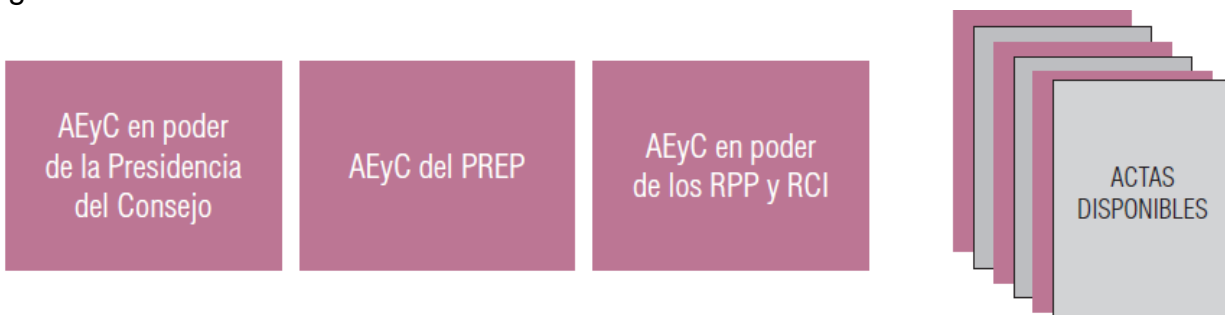 AEyC en poder
de la Presidencia
del Consejo
AEyC del PREP
AEyC en poder
de los RPP y RCI
ACTAS
DISPONIBLES